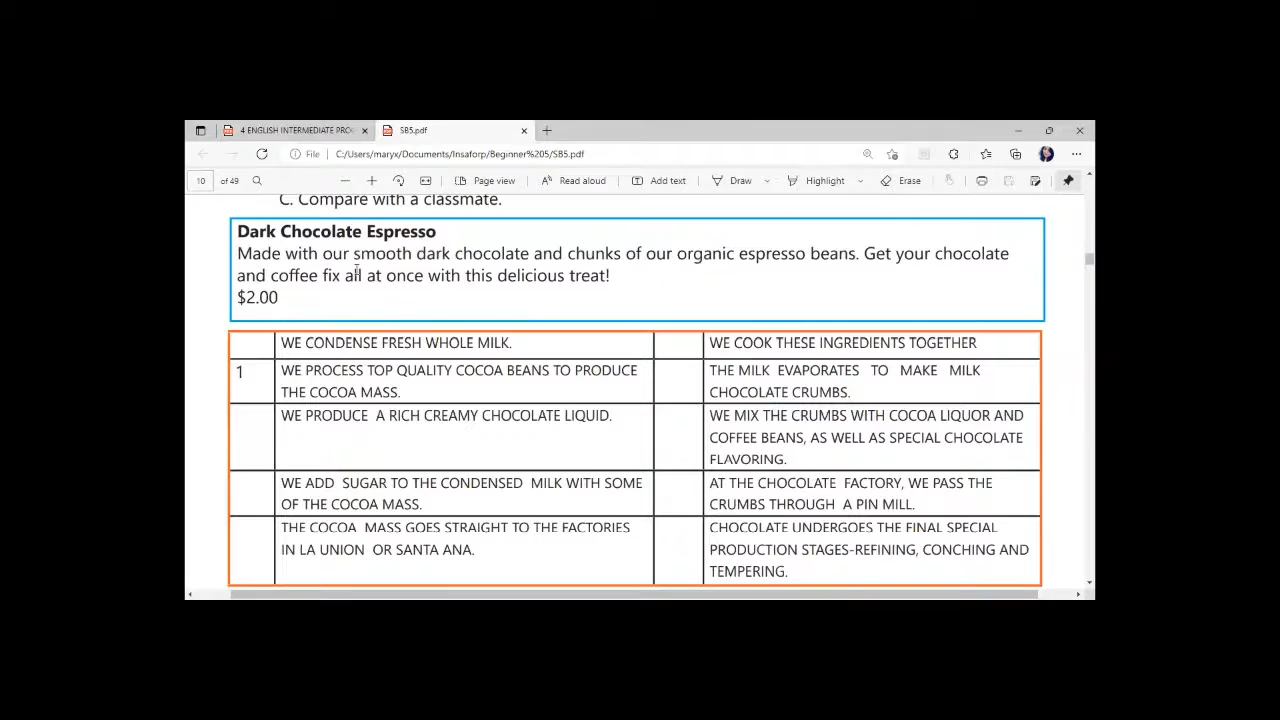 4 ENGLISH INTERMEDIATE PRO
SB5.pdf
File
C:/Users/maryx/Documents/Insaforp/Beginner%205/SB5.pdf
10 of 49
Page view
Read aloud
Add text
Draw
Highlight
Erase
C. Compare with a classmate.
Dark Chocolate Espresso
Made with our smooth dark chocolate and chunks of our organic espresso beans. Get your chocolate
and coffee fix all at once with this delicious treat!
$2.00
WE CONDENSE FRESH WHOLE MILK.
WE COOK THESE INGREDIENTS TOGETHER
1
WE PROCESS TOP QUALITY COCOA BEANS TO PRODUCE
THE COCOA MASS.
THE MILK EVAPORATES TO MAKE MILK
CHOCOLATE CRUMBS.
WE PRODUCE A RICH CREAMY CHOCOLATE LIQUID.
WE MIX THE CRUMBS WITH COCOA LIQUOR AND
COFFEE BEANS, AS WELL AS SPECIAL CHOCOLATE
FLAVORING.
WE ADD SUGAR TO THE CONDENSED MILK WITH SOME
OF THE COCOA MASS.
AT THE CHOCOLATE FACTORY, WE PASS THE
CRUMBS THROUGH A PIN MILL.
THE COCOA MASS GOES STRAIGHT TO THE FACTORIES
IN LA UNION OR SANTA ANA.
CHOCOLATE UNDERGOES THE FINAL SPECIAL
PRODUCTION STAGES-REFINING, CONCHING AND
TEMPERING.